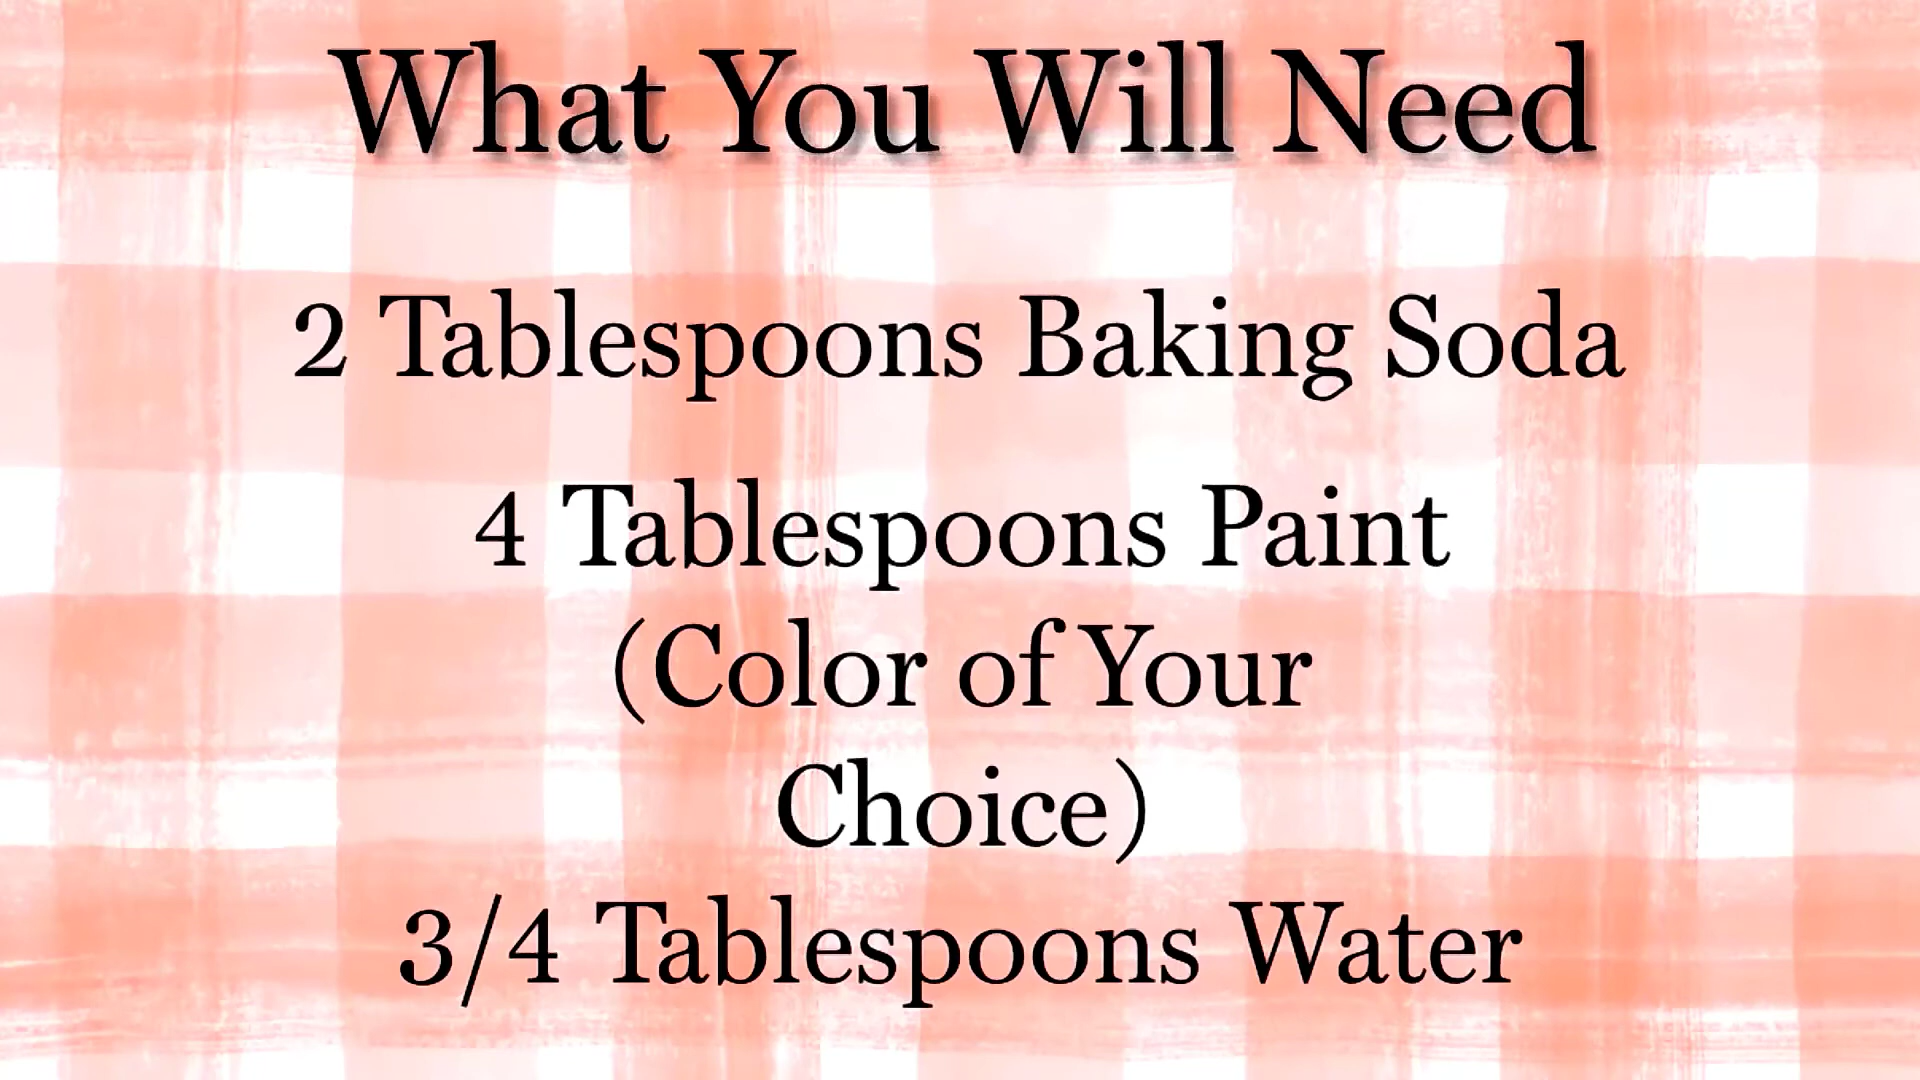 What You Will Need
2 Tablespoons Baking Soda
4 Tablespoons Paint
(Color of Your
Choice)
3/4 Tablespoons Water